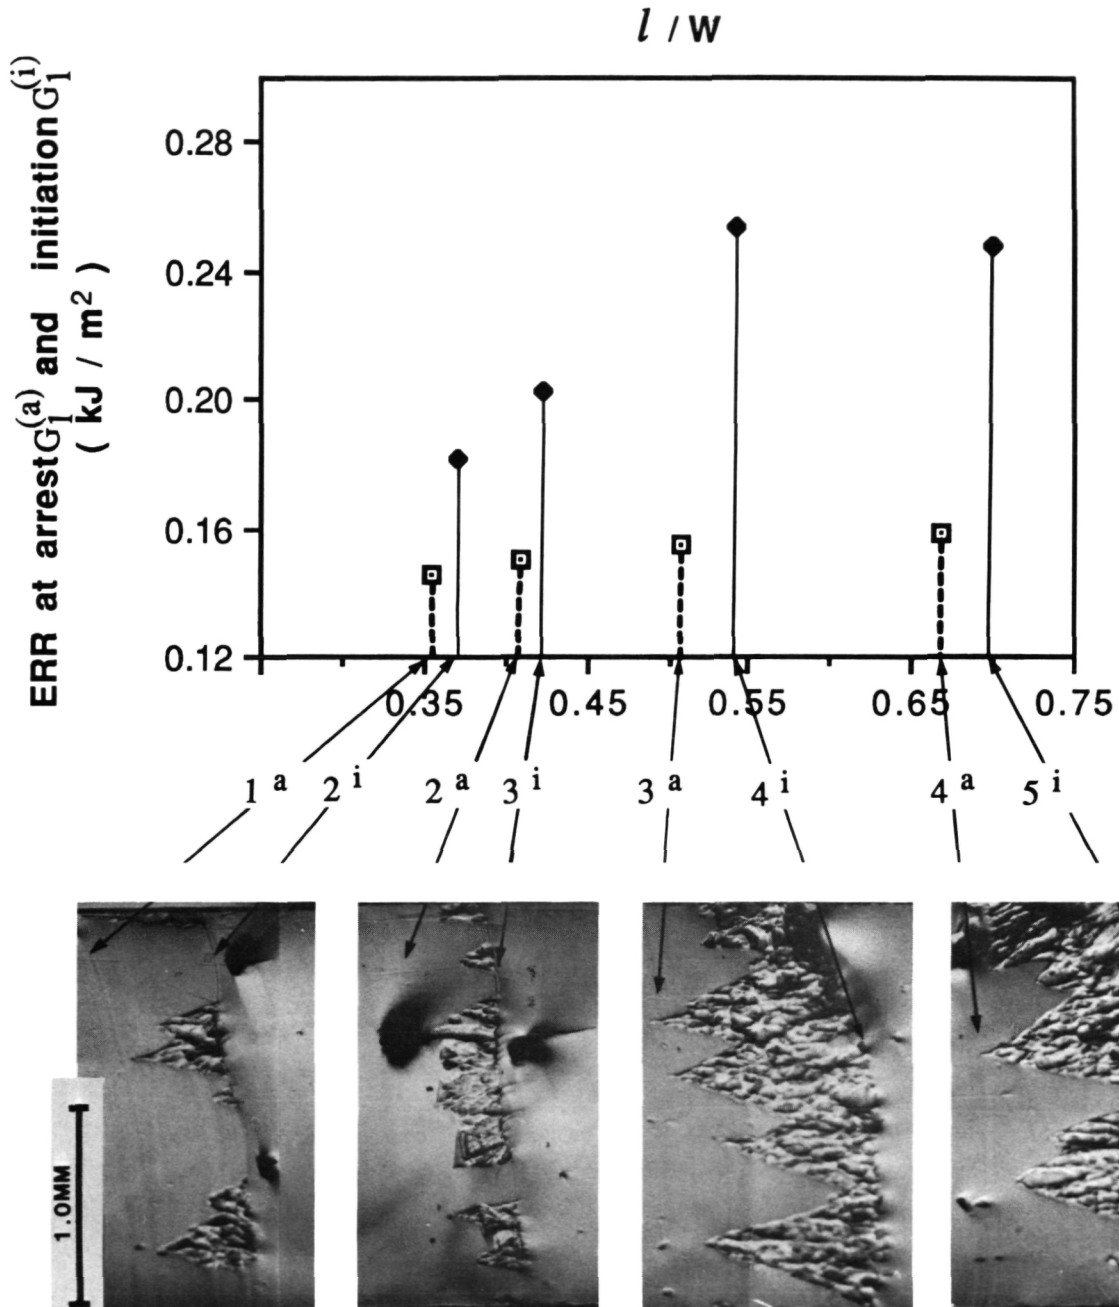 l / W
ERR at arrest G₁⁽ᵃ⁾ and initiation G₁⁽ⁱ⁾
( kJ / m² )
0.28
0.24
0.20
0.16
0.12
0.35 0.45 0.55 0.65 0.75
1 ᵃ 2 ⁱ 2 ᵃ 3 ⁱ 3 ᵃ 4 ⁱ 4 ᵃ 5 ⁱ
1.0MM